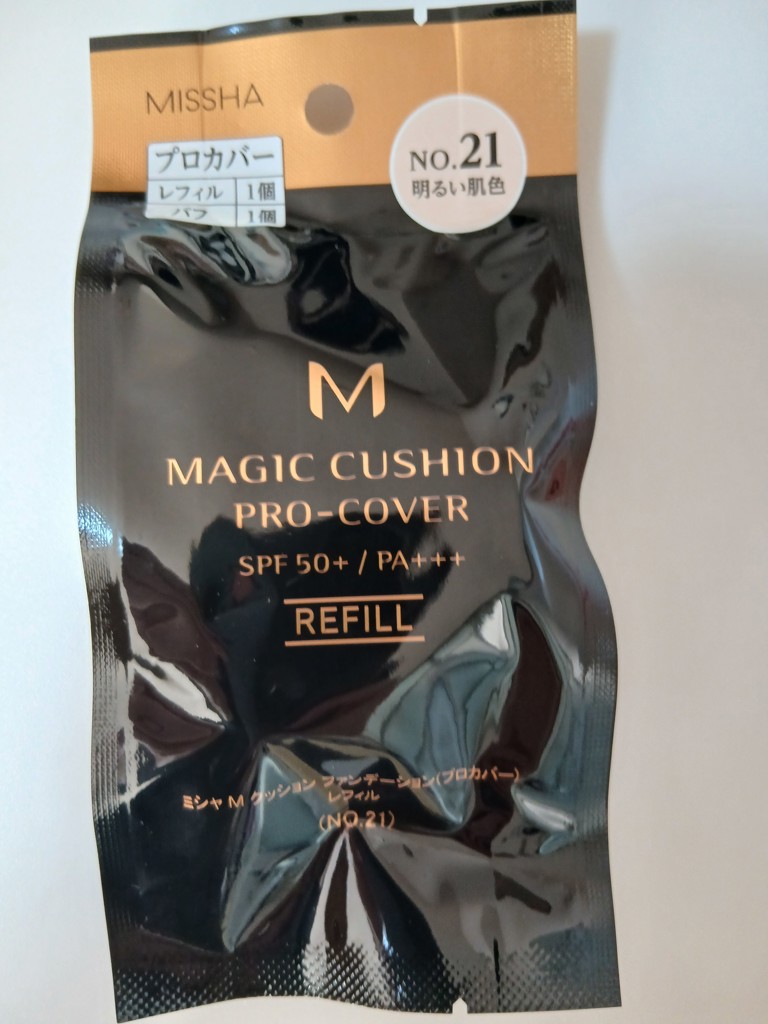 MISSHA
プロカバー
レフィル 1個
パフ 1個
NO.21
明るい肌色
M
MAGIC CUSHION
PRO-COVER
SPF 50+ / PA+++
REFILL
ミシャ M クッション ファンデーション(プロカバー)
レフィル
(NO.21)